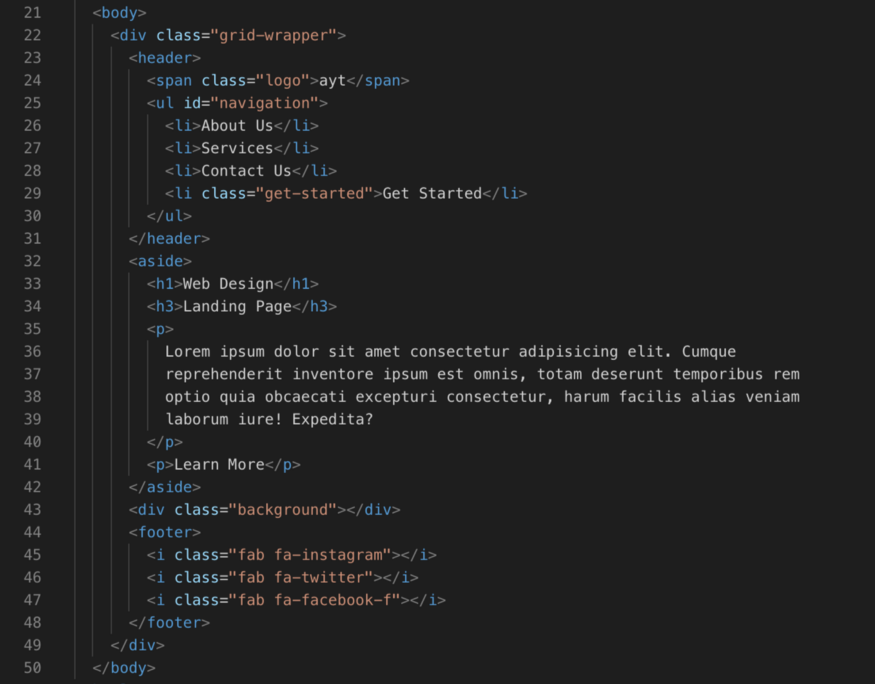 21 <body>
22 <div class="grid-wrapper">
23 <header>
24 <span class="logo">ayt</span>
25 <ul id="navigation">
26 <li>About Us</li>
27 <li>Services</li>
28 <li>Contact Us</li>
29 <li class="get-started">Get Started</li>
30 </ul>
31 </header>
32 <aside>
33 <h1>Web Design</h1>
34 <h3>Landing Page</h3>
35 <p>
36 Lorem ipsum dolor sit amet consectetur adipisicing elit. Cumque
37 reprehenderit inventore ipsum est omnis, totam deserunt temporibus rem
38 optio quia obcaecati excepturi consectetur, harum facilis alias veniam
39 laborum iure! Expedita?
40 </p>
41 <p>Learn More</p>
42 </aside>
43 <div class="background"></div>
44 <footer>
45 <i class="fab fa-instagram"></i>
46 <i class="fab fa-twitter"></i>
47 <i class="fab fa-facebook-f"></i>
48 </footer>
49 </div>
50 </body>